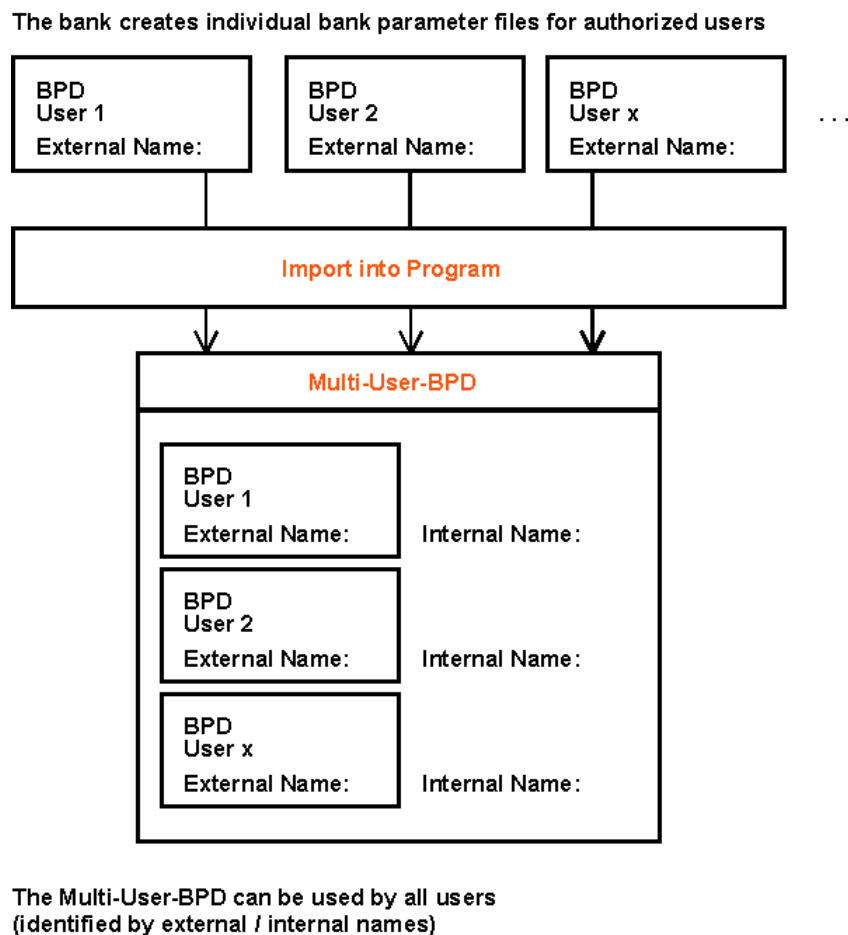 The bank creates individual bank parameter files for authorized users
BPD
User 1
External Name:
BPD
User 2
External Name:
BPD
User x
External Name:
. . .
Import into Program
Multi-User-BPD
BPD
User 1
External Name:
Internal Name:
BPD
User 2
External Name:
Internal Name:
BPD
User x
External Name:
Internal Name:
The Multi-User-BPD can be used by all users
(identified by external / internal names)